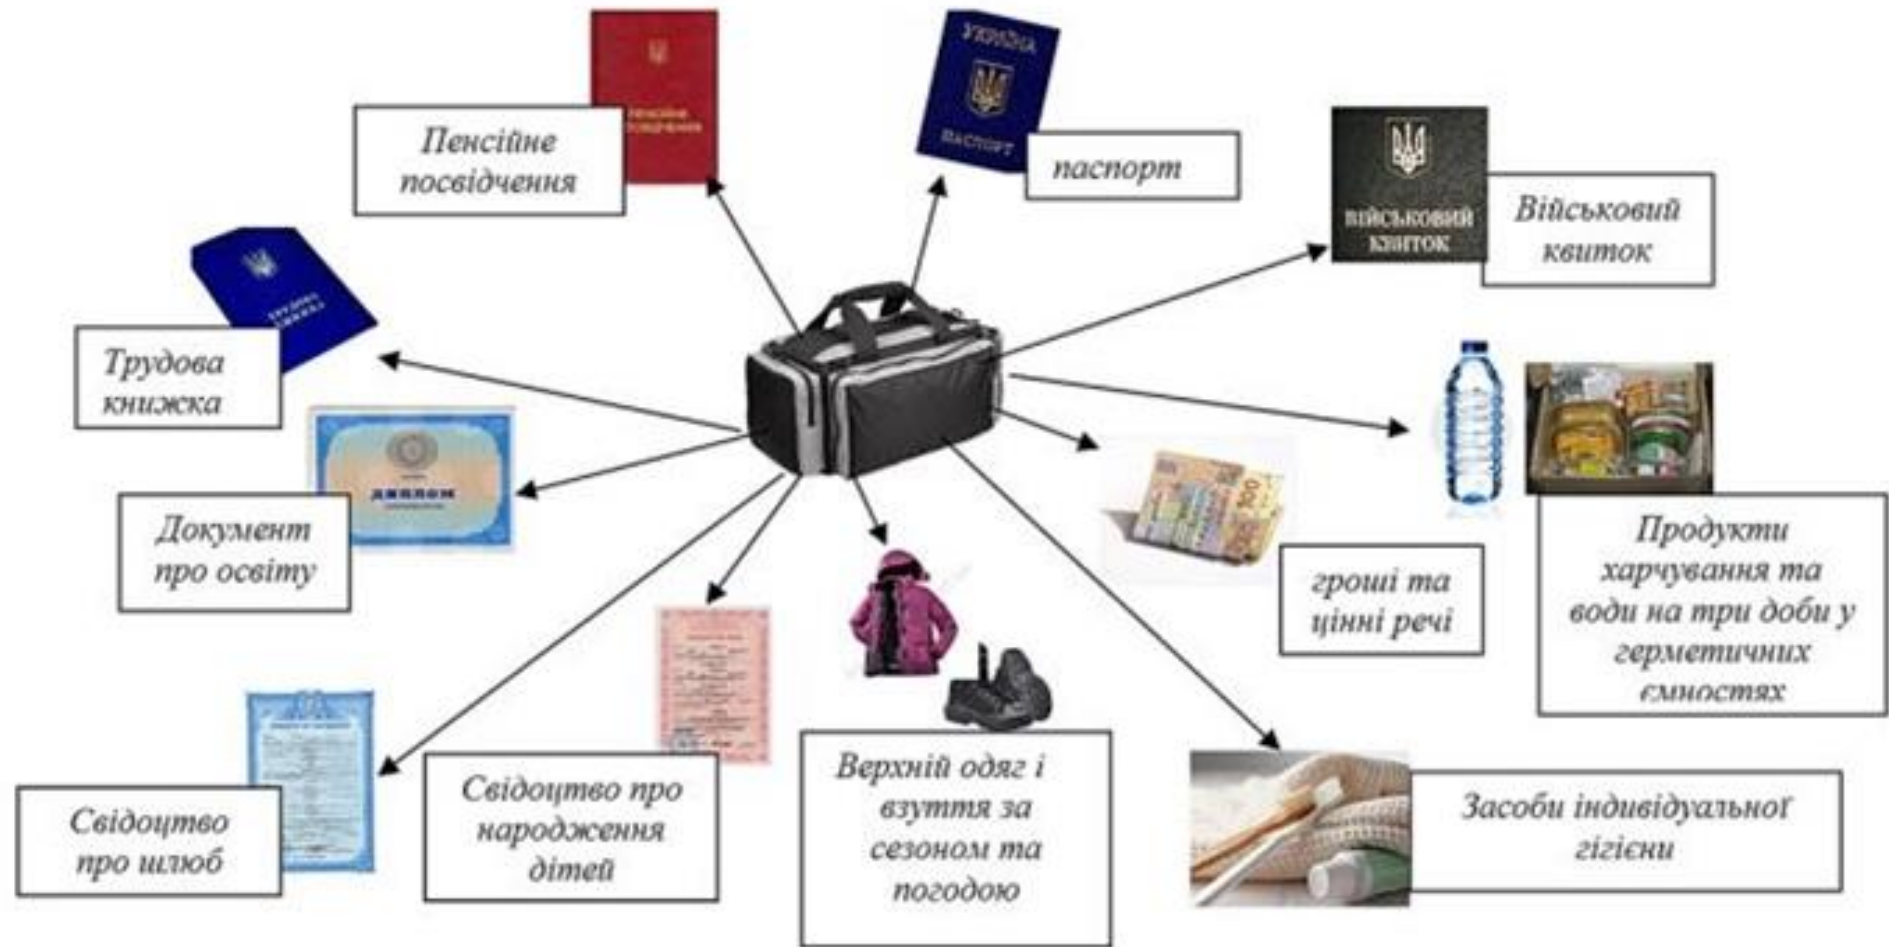 ПЕНСІЙНЕ
Пенсійне
посвідчення
УКРАЇНА
ПАСПОРТ
паспорт
ВІЙСЬКОВИЙ
КВИТОК
Військовий
квиток
Трудова
книжка
ДИПЛОМ
Документ
про освіту
Продукти
харчування та
води на три доби у
герметичних
ємностях
гроші та
цінні речі
Верхній одяг і
взуття за
сезоном та
погодою
Свідоцтво про
народження
дітей
Свідоцтво
про шлюб
Засоби індивідуальної
гігієни